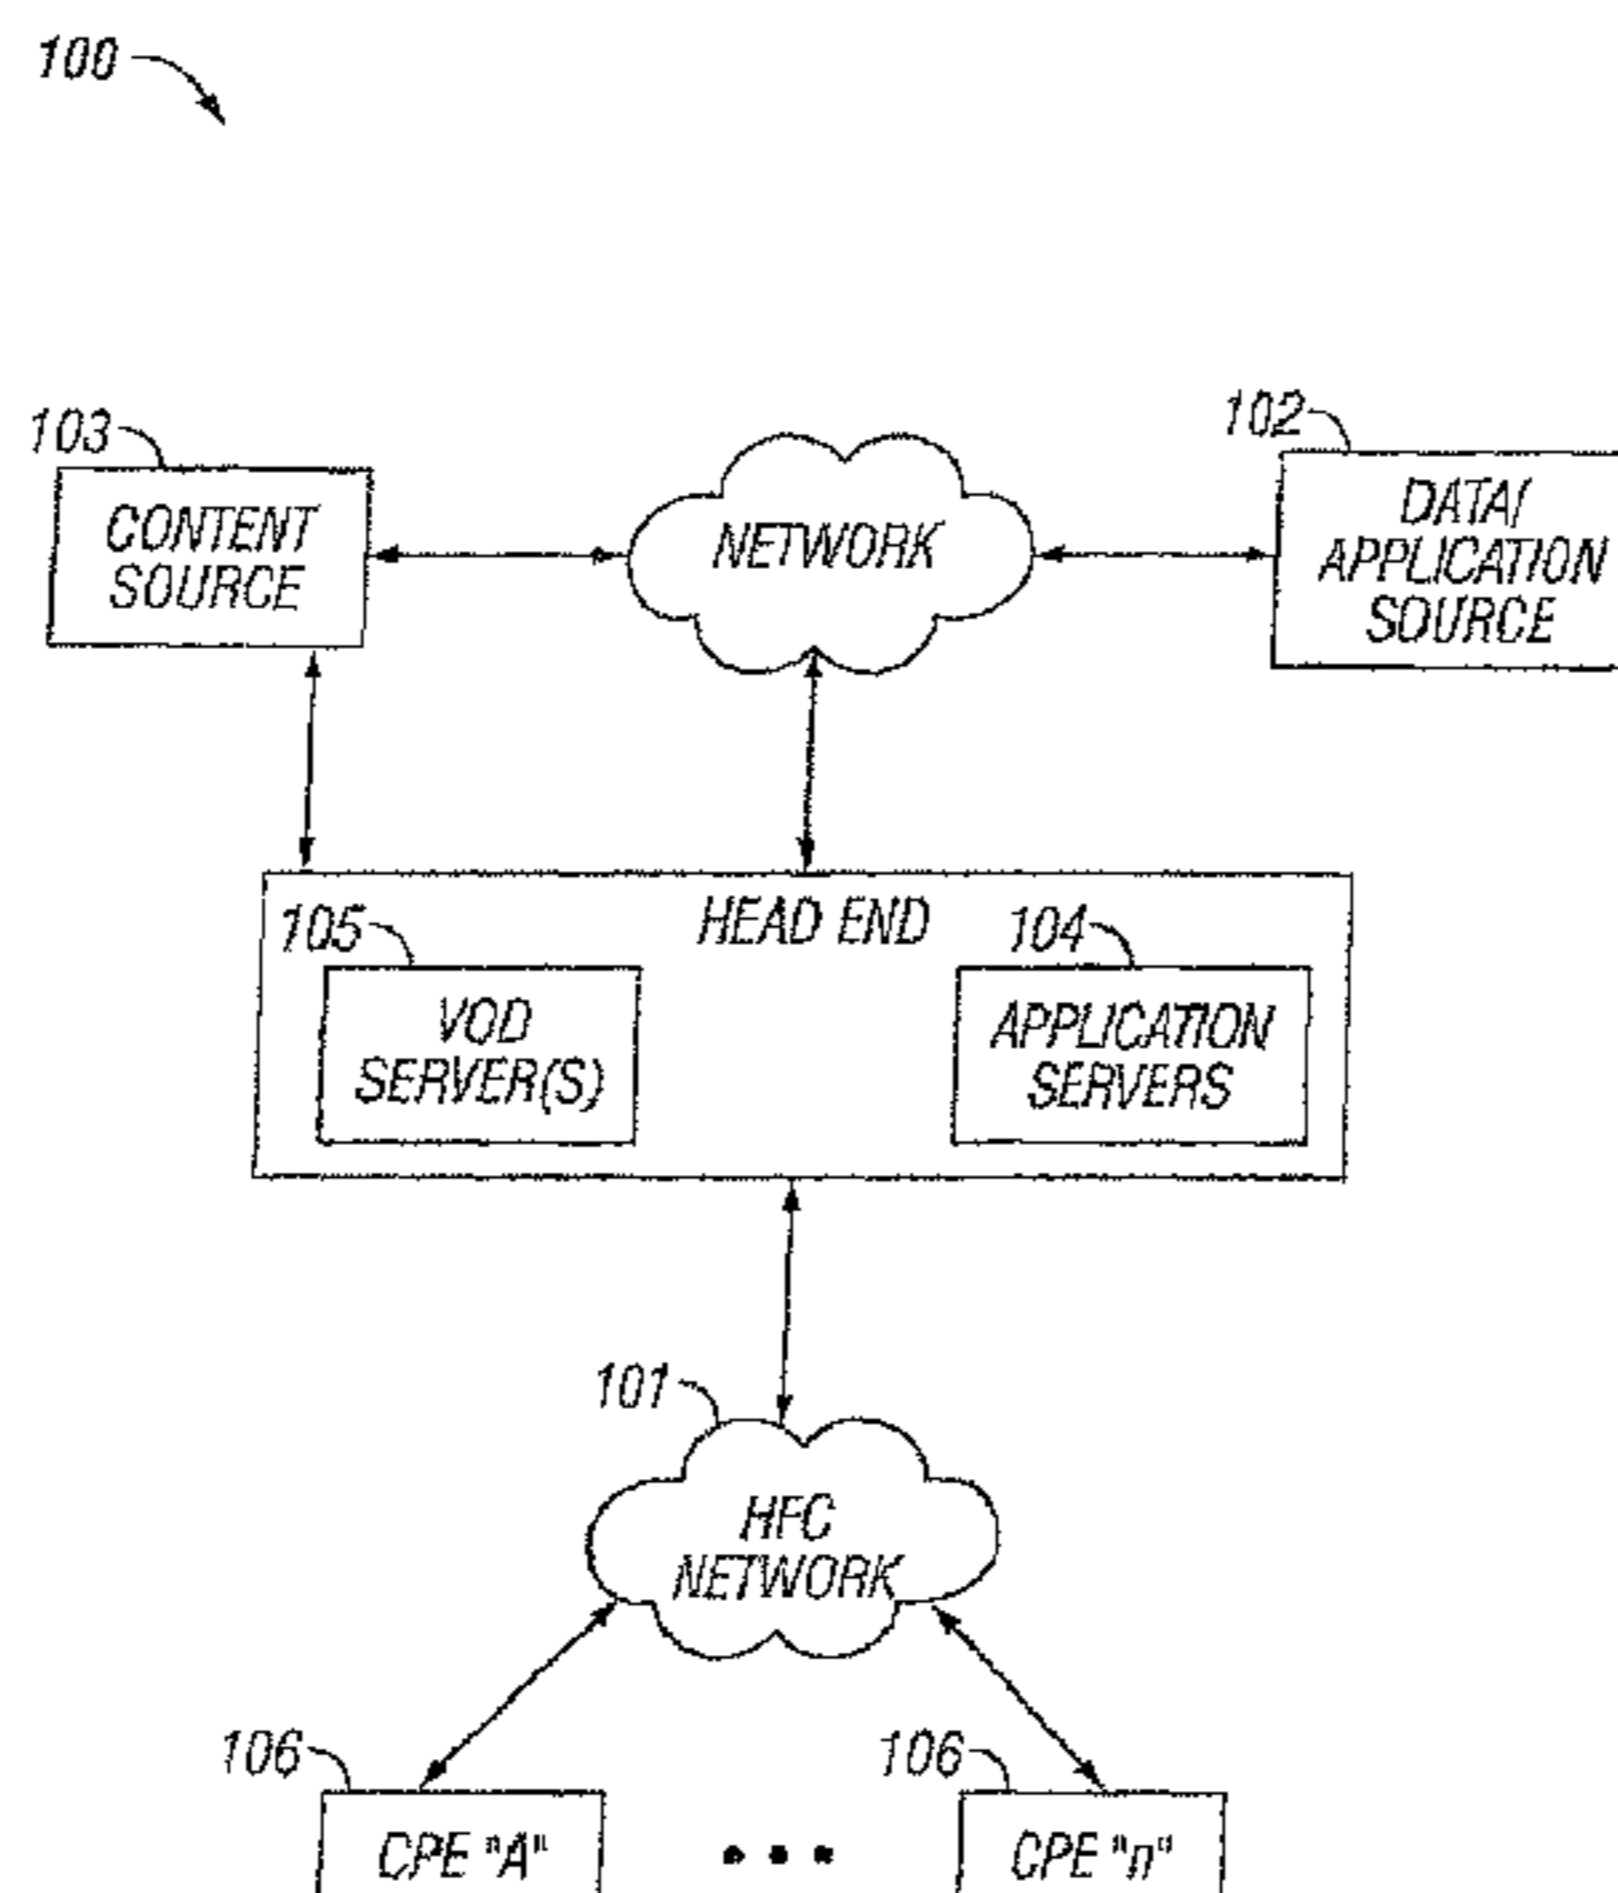 100
103
102
CONTENT
SOURCE
NETWORK
DATA/
APPLICATION
SOURCE
HEAD END
105
104
VOD
SERVER(S)
APPLICATION
SERVERS
101
HFC
NETWORK
106
106
CPE "A"
CPE "n"